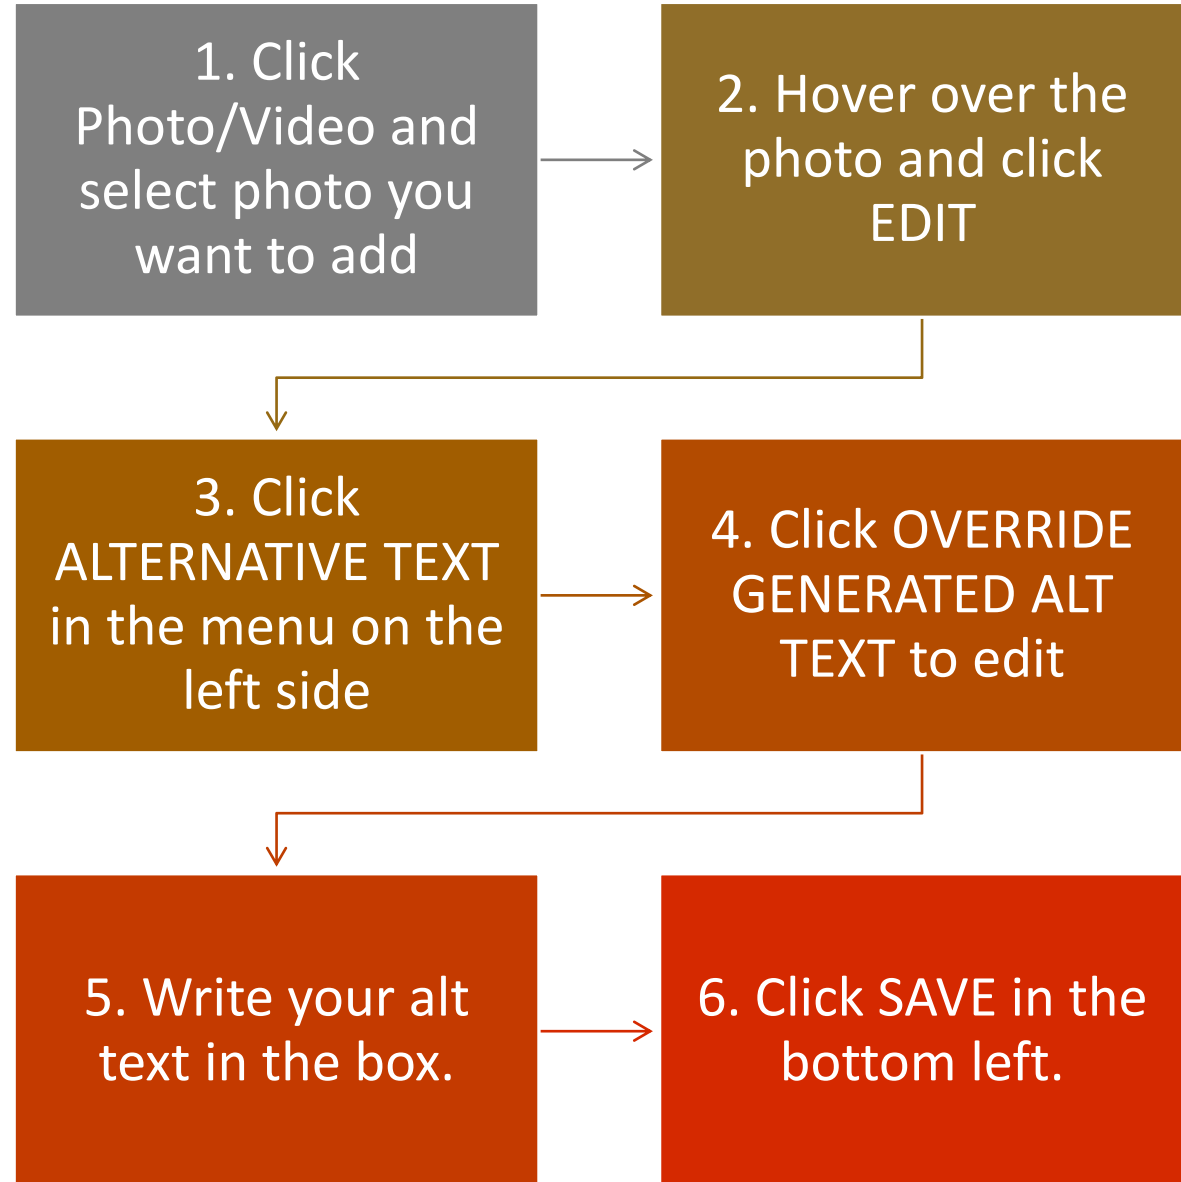 1. Click
Photo/Video and
select photo you
want to add
2. Hover over the
photo and click
EDIT
3. Click
ALTERNATIVE TEXT
in the menu on the
left side
4. Click OVERRIDE
GENERATED ALT
TEXT to edit
5. Write your alt
text in the box.
6. Click SAVE in the
bottom left.